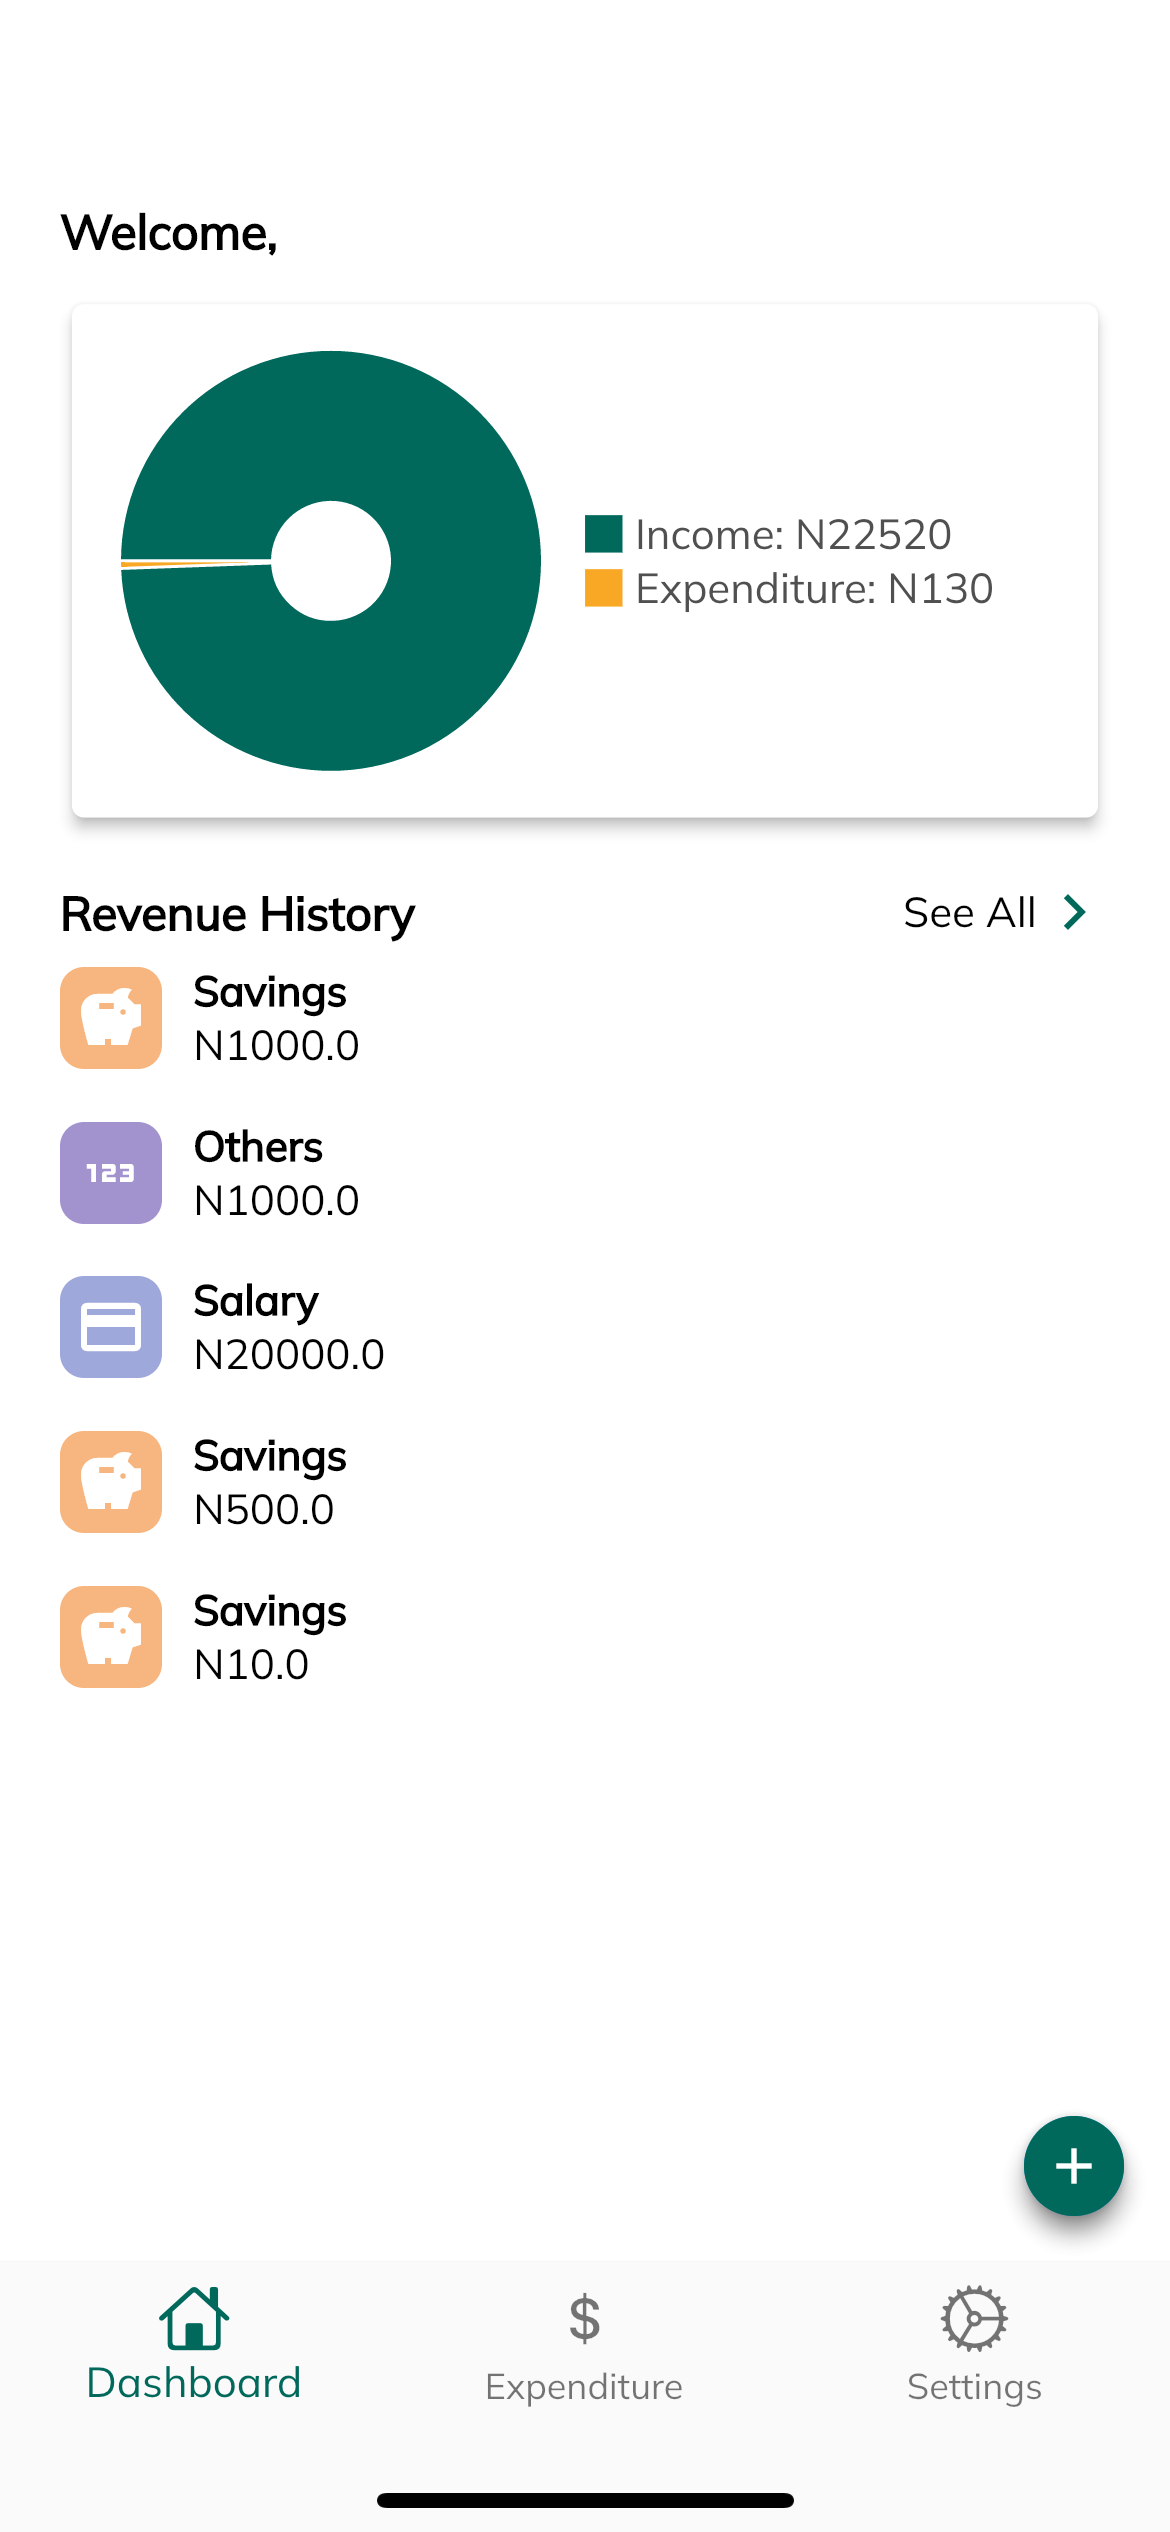 Welcome,
Income: N22520
Expenditure: N130
Revenue History
See All
Savings
N1000.0
123
Others
N1000.0
Salary
N20000.0
Savings
N500.0
Savings
N10.0
$
Dashboard
Expenditure
Settings